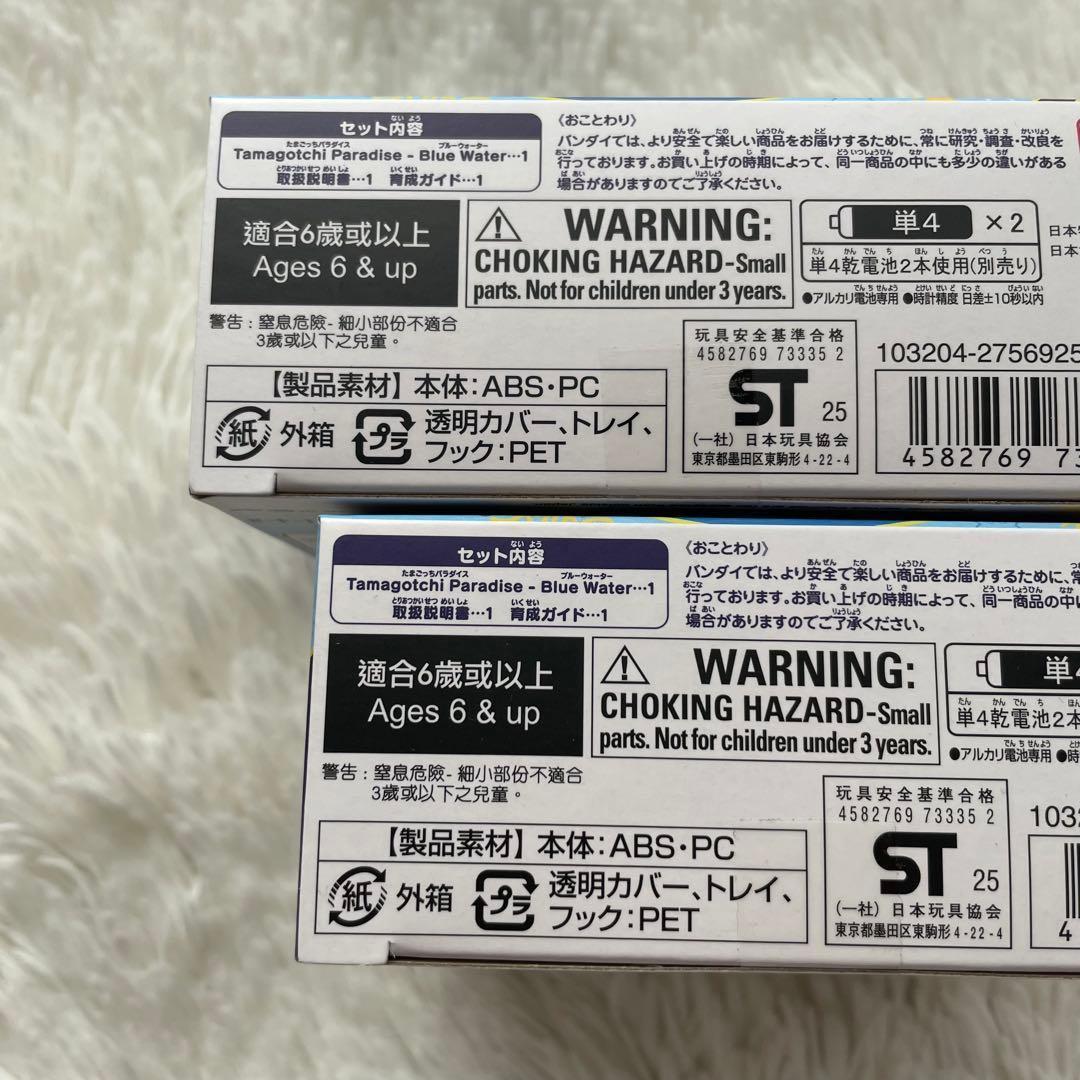 セット内容
Tamagotchi Paradise - Blue Water…1
取扱説明書…1 育成ガイド…1
《おことわり》
バンダイでは、より安全で楽しい商品をお届けするために、常に研究・調査・改良を
行っております。お買い上げの時期によって、同一商品の中にも多少の違いがある
場合がありますのでご了承ください。
適合6歳或以上
Ages 6 & up
WARNING:
CHOKING HAZARD-Small
parts. Not for children under 3 years.
単4 ×2
単4乾電池2本使用(別売り)
●アルカリ電池専用 ●時計精度 日差±10秒以内
日本
日本
警告：窒息危險- 細小部份不適合
3歲或以下之兒童。
【製品素材】本体：ABS・PC
紙 外箱 プラ 透明カバー、トレイ、
フック：PET
玩具安全基準合格
4582769 73335 2
ST 25
(一社) 日本玩具協会
東京都墨田区東駒形4-22-4
103204-2756925
4582769 73
セット内容
Tamagotchi Paradise - Blue Water…1
取扱説明書…1 育成ガイド…1
《おことわり》
バンダイでは、より安全で楽しい商品をお届けするために、常
行っております。お買い上げの時期によって、同一商品の中に
場合がありますのでご了承ください。
適合6歳或以上
Ages 6 & up
WARNING:
CHOKING HAZARD-Small
parts. Not for children under 3 years.
単4
単4乾電池2本
●アルカリ電池専用 ●時
警告：窒息危險- 細小部份不適合
3歲或以下之兒童。
【製品素材】本体：ABS・PC
紙 外箱 プラ 透明カバー、トレイ、
フック：PET
玩具安全基準合格
4582769 73335 2
ST 25
(一社) 日本玩具協会
東京都墨田区東駒形4-22-4
1032
4